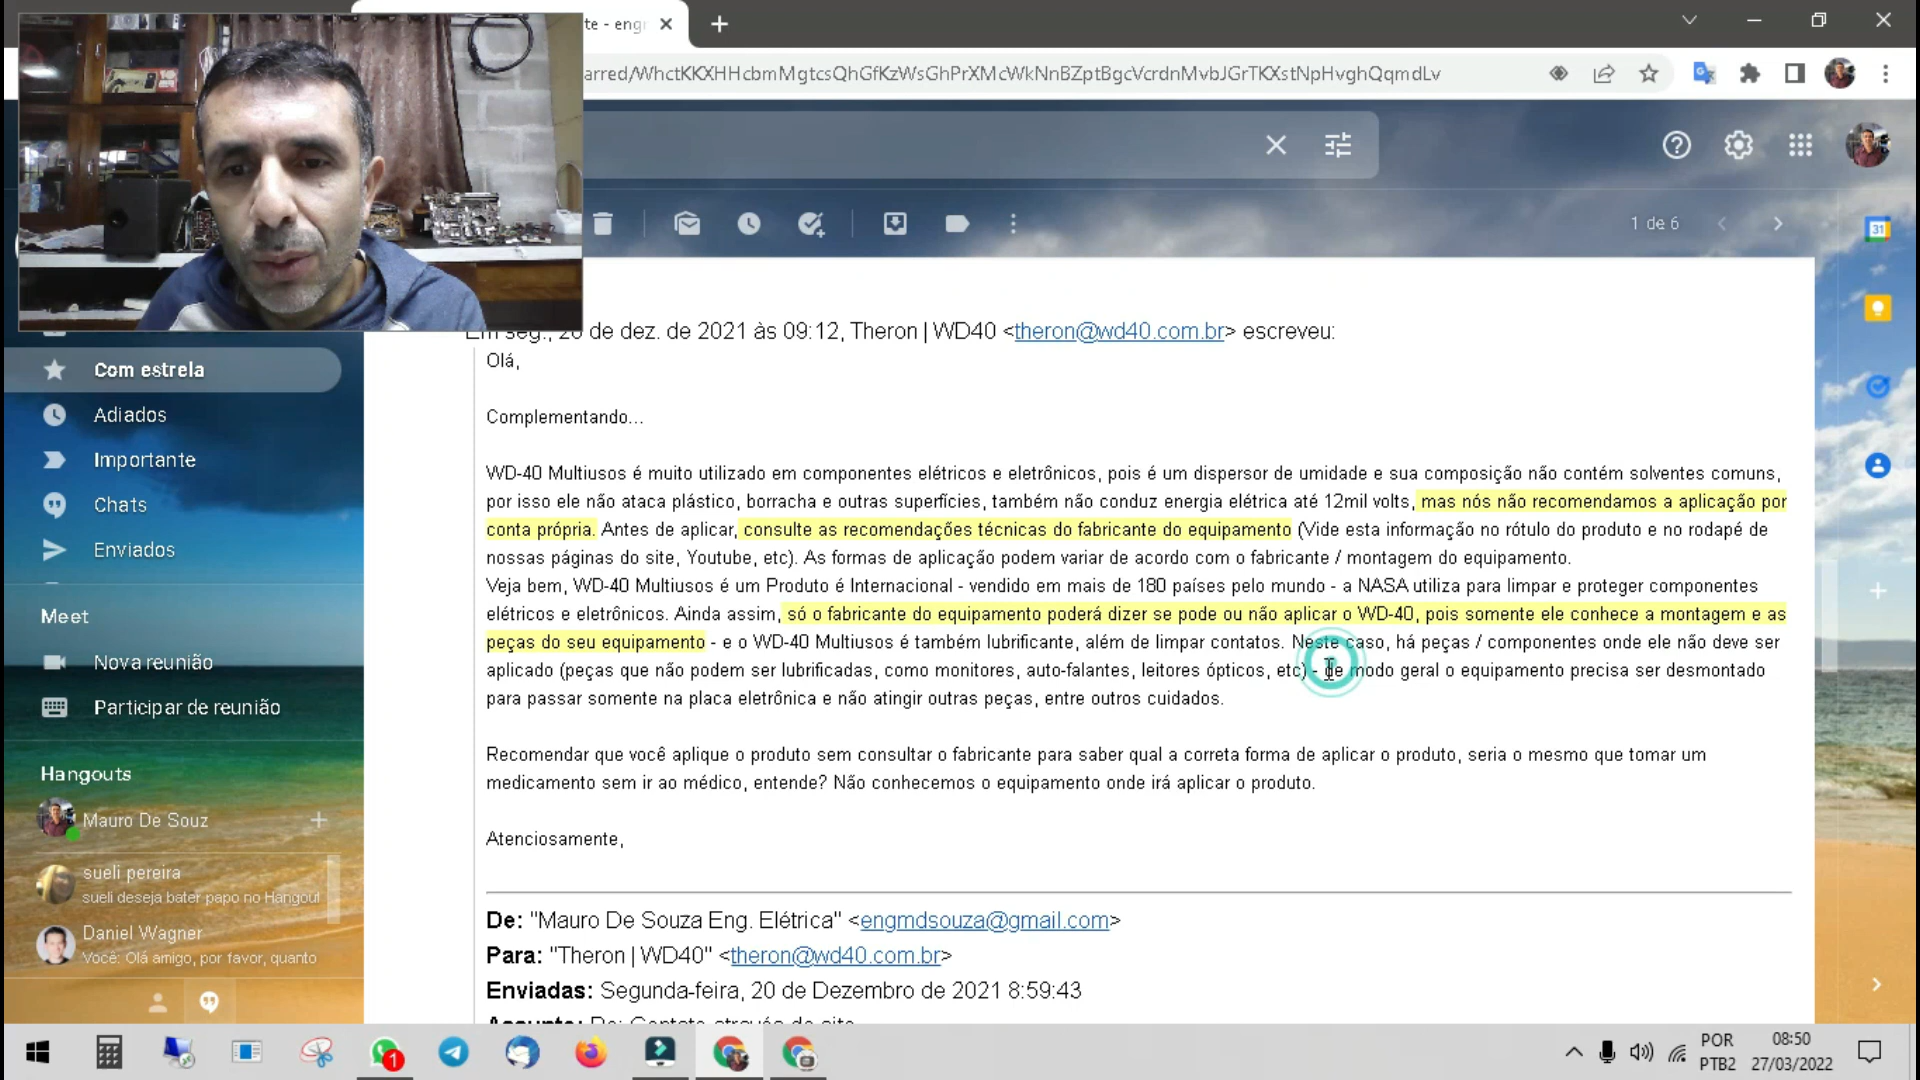 te - eng
arred/WhctKKXHHcbmMgtcsQhGfKzWsGhPrXMcWkNnBZptBgcVcrdnMvbJGrTKXstNpHvghQqmdLv
1 de 6
31
Em seg., 20 de dez. de 2021 às 09:12, Theron | WD40 <theron@wd40.com.br> escreveu:
Olá,
Complementando...
WD-40 Multiusos é muito utilizado em componentes elétricos e eletrônicos, pois é um dispersor de umidade e sua composição não contém solventes comuns,
por isso ele não ataca plástico, borracha e outras superfícies, também não conduz energia elétrica até 12mil volts, mas nós não recomendamos a aplicação por
conta própria. Antes de aplicar, consulte as recomendações técnicas do fabricante do equipamento (Vide esta informação no rótulo do produto e no rodapé de
nossas páginas do site, Youtube, etc). As formas de aplicação podem variar de acordo com o fabricante / montagem do equipamento.
Veja bem, WD-40 Multiusos é um Produto é Internacional - vendido em mais de 180 países pelo mundo - a NASA utiliza para limpar e proteger componentes
elétricos e eletrônicos. Ainda assim, só o fabricante do equipamento poderá dizer se pode ou não aplicar o WD-40, pois somente ele conhece a montagem e as
peças do seu equipamento - e o WD-40 Multiusos é também lubrificante, além de limpar contatos. Neste caso, há peças / componentes onde ele não deve ser
aplicado (peças que não podem ser lubrificadas, como monitores, auto-falantes, leitores ópticos, etc) - de modo geral o equipamento precisa ser desmontado
para passar somente na placa eletrônica e não atingir outras peças, entre outros cuidados.
Recomendar que você aplique o produto sem consultar o fabricante para saber qual a correta forma de aplicar o produto, seria o mesmo que tomar um
medicamento sem ir ao médico, entende? Não conhecemos o equipamento onde irá aplicar o produto.
Atenciosamente,
De: "Mauro De Souza Eng. Elétrica" <engmdsouza@gmail.com>
Para: "Theron | WD40" <theron@wd40.com.br>
Enviadas: Segunda-feira, 20 de Dezembro de 2021 8:59:43
Assunto: Re: Contato através do site
Com estrela
Adiados
Importante
Chats
Enviados
Meet
Nova reunião
Participar de reunião
Hangouts
Mauro De Souz
sueli pereira
sueli deseja bater papo no Hangout
Daniel Wagner
Você: Olá amigo, por favor, quanto
1
POR
PTB2
08:50
27/03/2022